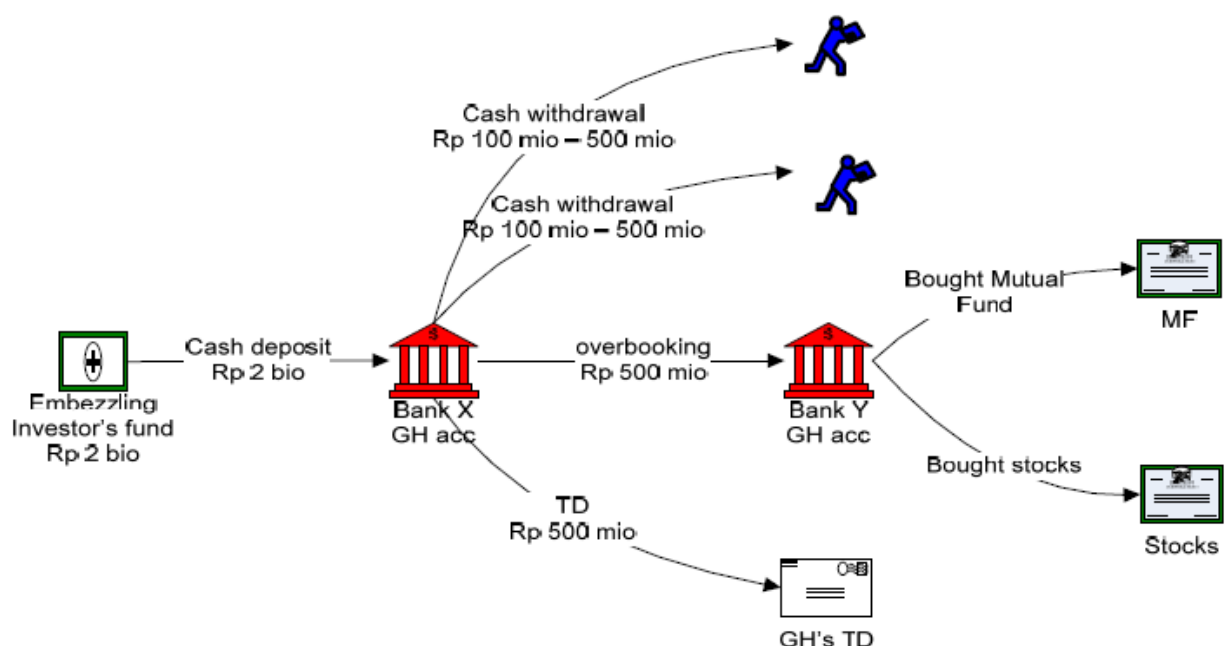 Cash withdrawal
Rp 100 mio – 500 mio
Cash withdrawal
Rp 100 mio – 500 mio
Bought Mutual
Fund
MF
Cash deposit
Rp 2 bio
overbooking
Rp 500 mio
Embezzling
Investor's fund
Rp 2 bio
Bank X
GH acc
Bank Y
GH acc
Bought stocks
Stocks
TD
Rp 500 mio
GH's TD